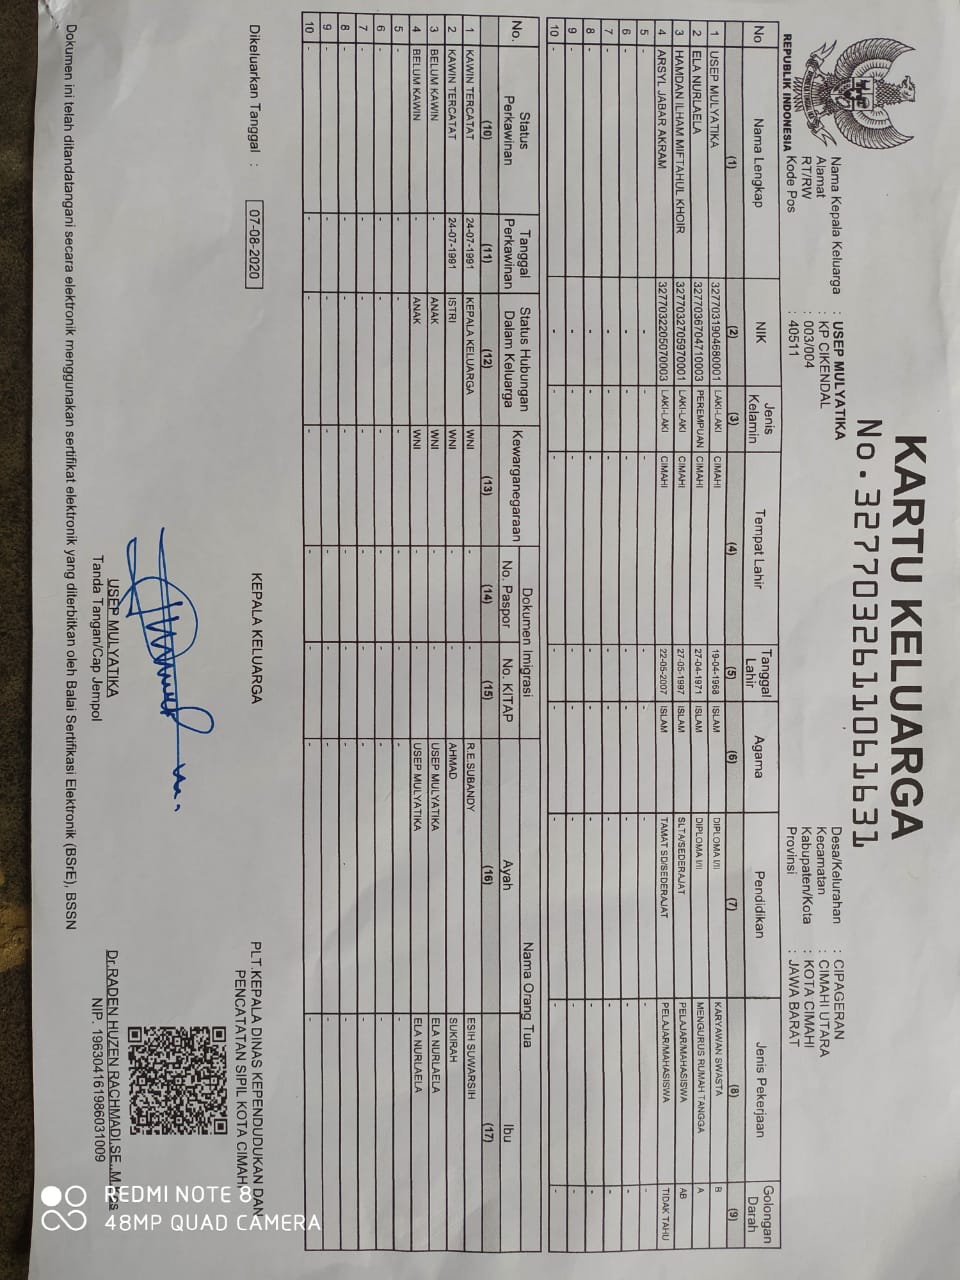 KARTU KELUARGA
No. 3277032611061631
REPUBLIK INDONESIA
Nama Kepala Keluarga : USEP MULYATIKA
Alamat : KP CIKENDAL
RT/RW : 003/004
Kode Pos : 40511
Desa/Kelurahan : CIPAGERAN
Kecamatan : CIMAHI UTARA
Kabupaten/Kota : KOTA CIMAHI
Provinsi : JAWA BARAT
No Nama Lengkap NIK Jenis Kelamin Tempat Lahir Tanggal Lahir Agama Pendidikan Jenis Pekerjaan Golongan Darah
(1) (2) (3) (4) (5) (6) (7) (8) (9)
1 USEP MULYATIKA 3277031904680001 LAKI-LAKI CIMAHI 19-04-1968 ISLAM DIPLOMA I/II KARYAWAN SWASTA B
2 ELA NURLAELA 3277036704710003 PEREMPUAN CIMAHI 27-04-1971 ISLAM DIPLOMA I/II MENGURUS RUMAH TANGGA A
3 HAMDAN ILHAM MIFTAHUL KHOIR 3277032705970001 LAKI-LAKI CIMAHI 27-05-1997 ISLAM SLTA/SEDERAJAT PELAJAR/MAHASISWA AB
4 ARSYL JABAR AKRAM 3277032205070003 LAKI-LAKI CIMAHI 22-05-2007 ISLAM TAMAT SD/SEDERAJAT PELAJAR/MAHASISWA TIDAK TAHU
5 - - - - - - - -
6 - - - - - - - -
7 - - - - - - - -
8 - - - - - - - -
9 - - - - - - - -
10 - - - - - - - -
No. Status Perkawinan Tanggal Perkawinan Status Hubungan Dalam Keluarga Kewarganegaraan Dokumen Imigrasi Nama Orang Tua
No. Paspor No. KITAP Ayah Ibu
(10) (11) (12) (13) (14) (15) (16) (17)
1 KAWIN TERCATAT 24-07-1991 KEPALA KELUARGA WNI - - R.E.SUBANDY ESIH SUWARSIH
2 KAWIN TERCATAT 24-07-1991 ISTRI WNI - - AHMAD SUKIRAH
3 BELUM KAWIN - ANAK WNI - - USEP MULYATIKA ELA NURLAELA
4 BELUM KAWIN - ANAK WNI - - USEP MULYATIKA ELA NURLAELA
5 - - - - - - - -
6 - - - - - - - -
7 - - - - - - - -
8 - - - - - - - -
9 - - - - - - - -
10 - - - - - - - -
Dikeluarkan Tanggal : 07-08-2020
KEPALA KELUARGA
USEP MULYATIKA
Tanda Tangan/Cap Jempol
PLT.KEPALA DINAS KEPENDUDUKAN DAN
PENCATATAN SIPIL KOTA CIMAHI
Dr.RADEN HUZEN RACHMADI,SE.,
NIP. 196304161986031009
Dokumen ini telah ditandatangani secara elektronik menggunakan sertifikat elektronik yang diterbitkan oleh Balai Sertifikasi Elektronik (BSrE), BSSN
REDMI NOTE 8
48MP QUAD CAMERA